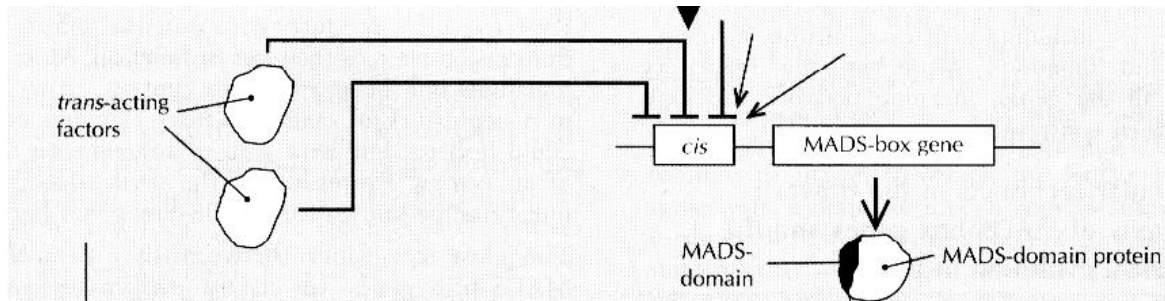 trans-acting
factors
cis
MADS-box gene
MADS-
domain
MADS-domain protein